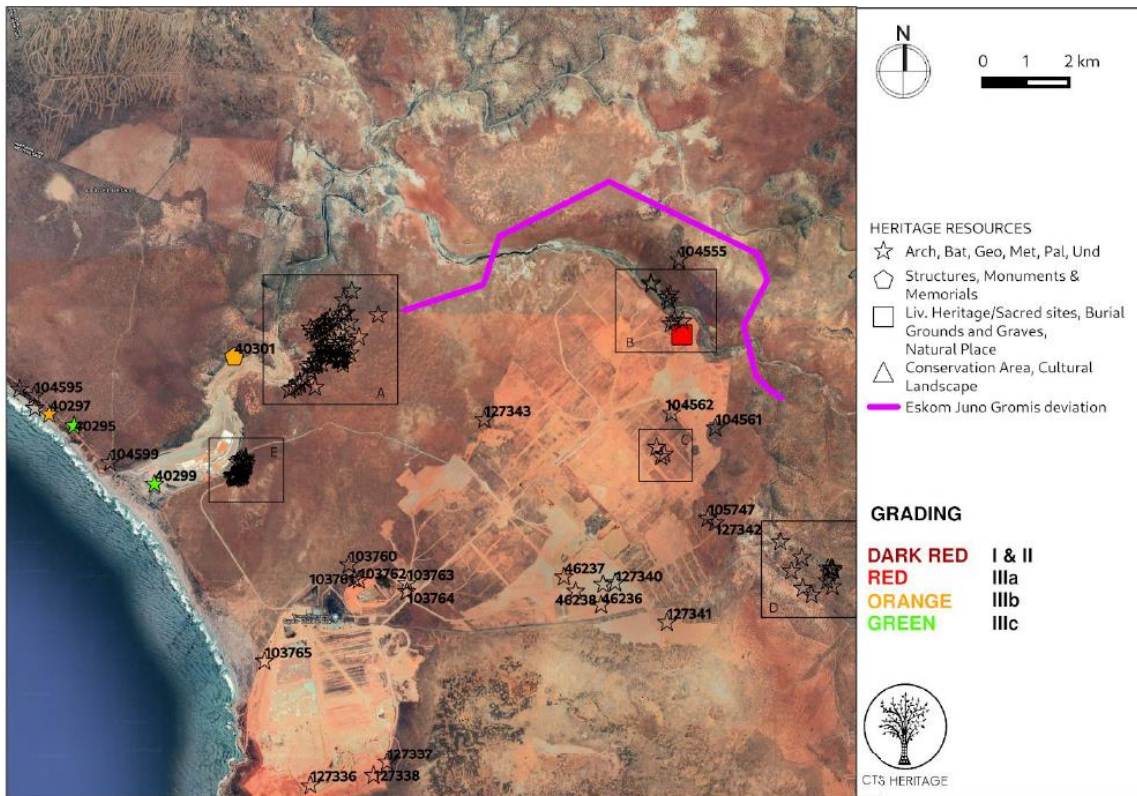 104555
B
40301
A
104595
40297
40295
127343
104562
104561
C
104599
E
40299
105747
127342
103760
103762
103763
103764
46237
127340
46238
46236
D
127341
103765
127337
127336
127338
N
0 1 2 km
HERITAGE RESOURCES
Arch, Bat, Geo, Met, Pal, Und
Structures, Monuments &
Memorials
Liv. Heritage/Sacred sites, Burial
Grounds and Graves,
Natural Place
Conservation Area, Cultural
Landscape
Eskom Juno Gromis deviation
GRADING
DARK RED I & II
RED IIIa
ORANGE IIIb
GREEN IIIc
CTS HERITAGE